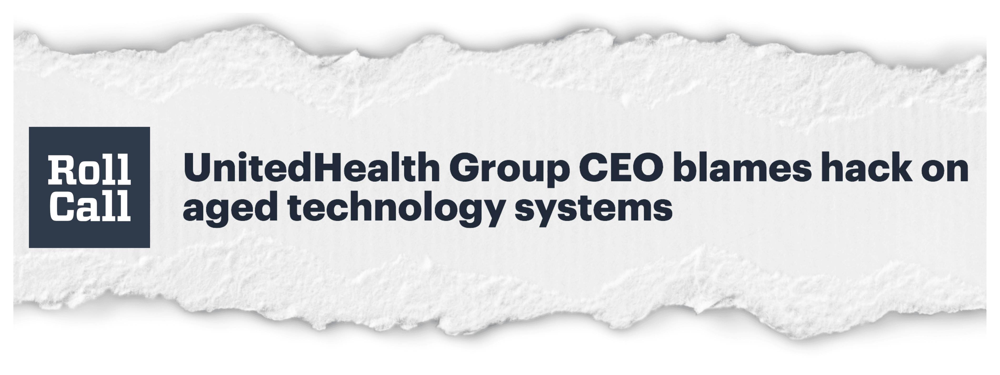 Roll
Call
UnitedHealth Group CEO blames hack on
aged technology systems